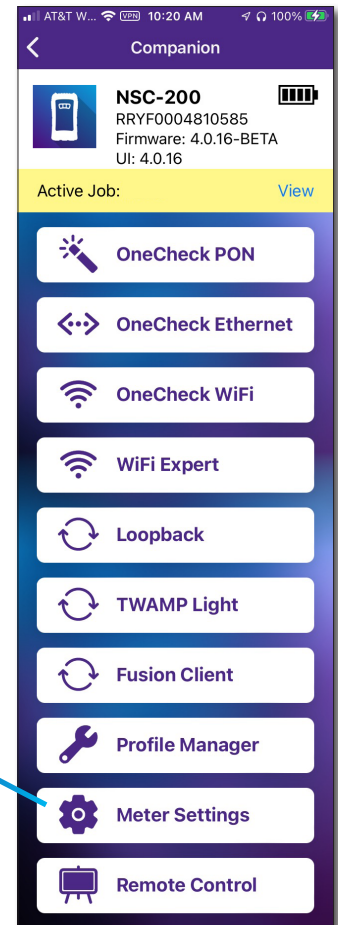 AT&T W... VPN 10:20 AM 100%
Companion
NSC-200
RRYF0004810585
Firmware: 4.0.16-BETA
UI: 4.0.16
Active Job: View
OneCheck PON
OneCheck Ethernet
OneCheck WiFi
WiFi Expert
Loopback
TWAMP Light
Fusion Client
Profile Manager
Meter Settings
Remote Control